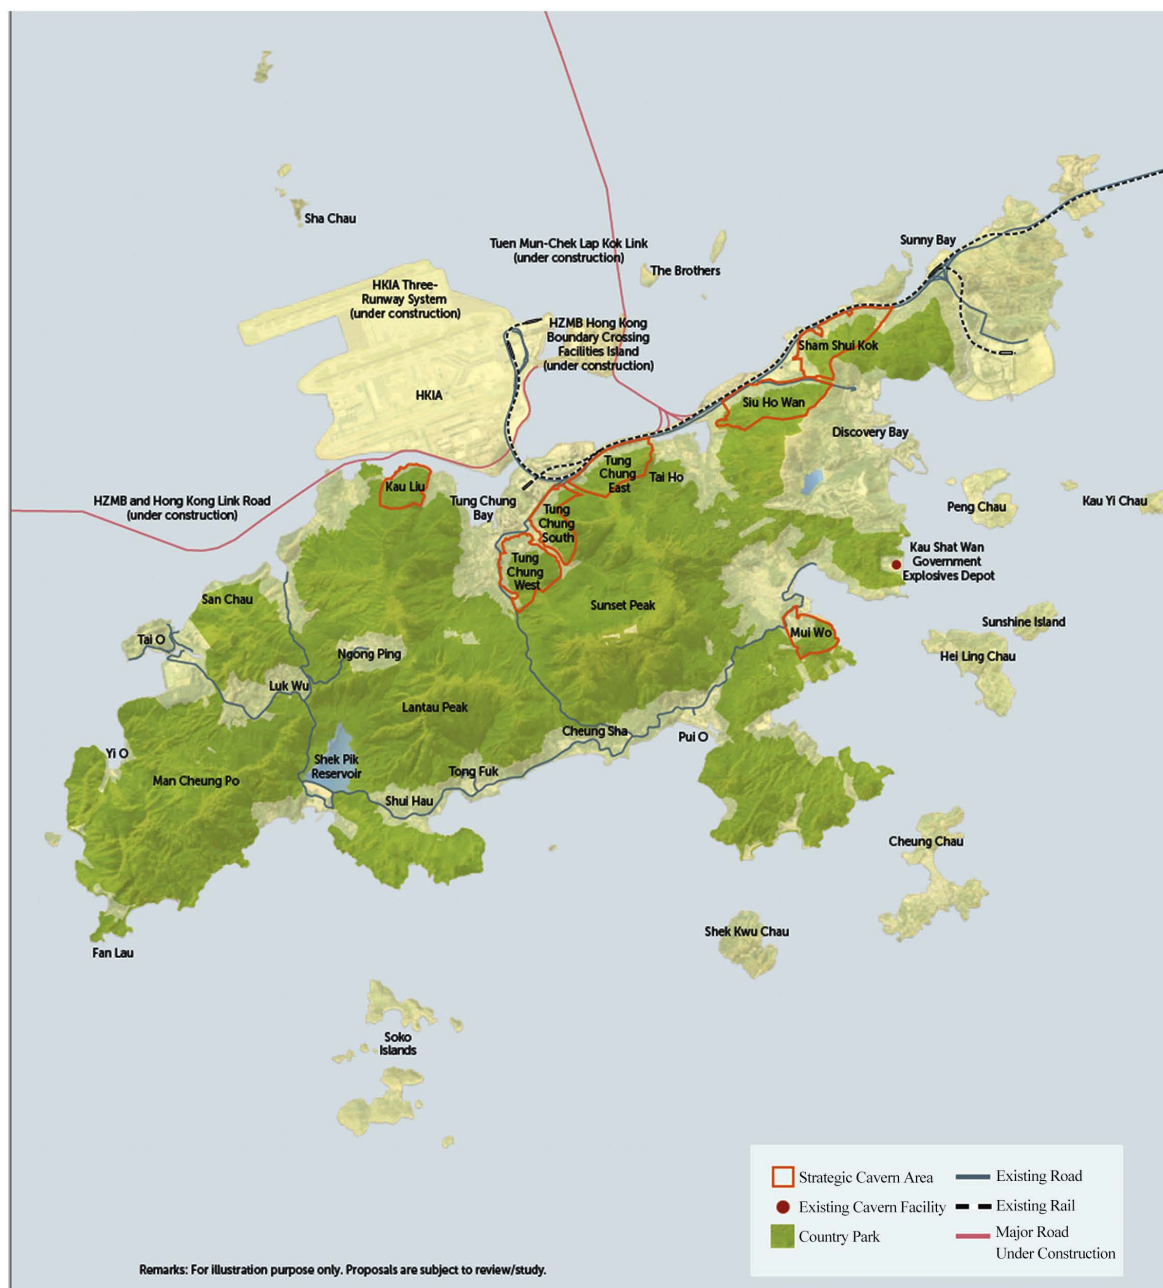 Sha Chau
Tuen Mun-Chek Lap Kok Link
(under construction)
Sunny Bay
The Brothers
HKIA Three-
Runway System
(under construction)
HZMB Hong Kong
Boundary Crossing
Facilities Island
(under construction)
Sham Shui Kok
HKIA
Siu Ho Wan
Discovery Bay
Tung
Chung
East
Tai Ho
Kau Liu
HZMB and Hong Kong Link Road
(under construction)
Tung Chung
Bay
Tung
Chung
South
Peng Chau
Kau Yi Chau
Kau Shat Wan
Government
Explosives Depot
Tung
Chung
West
San Chau
Sunset Peak
Sunshine Island
Tai O
Mui Wo
Ngong Ping
Hei Ling Chau
Luk Wu
Lantau Peak
Cheung Sha
Pui O
Yi O
Shek Pik
Reservoir
Man Cheung Po
Tong Fuk
Shui Hau
Cheung Chau
Shek Kwu Chau
Fan Lau
Soko
Islands
Strategic Cavern Area
Existing Cavern Facility
Country Park
Existing Road
Existing Rail
Major Road
Under Construction
Remarks: For illustration purpose only. Proposals are subject to review/study.